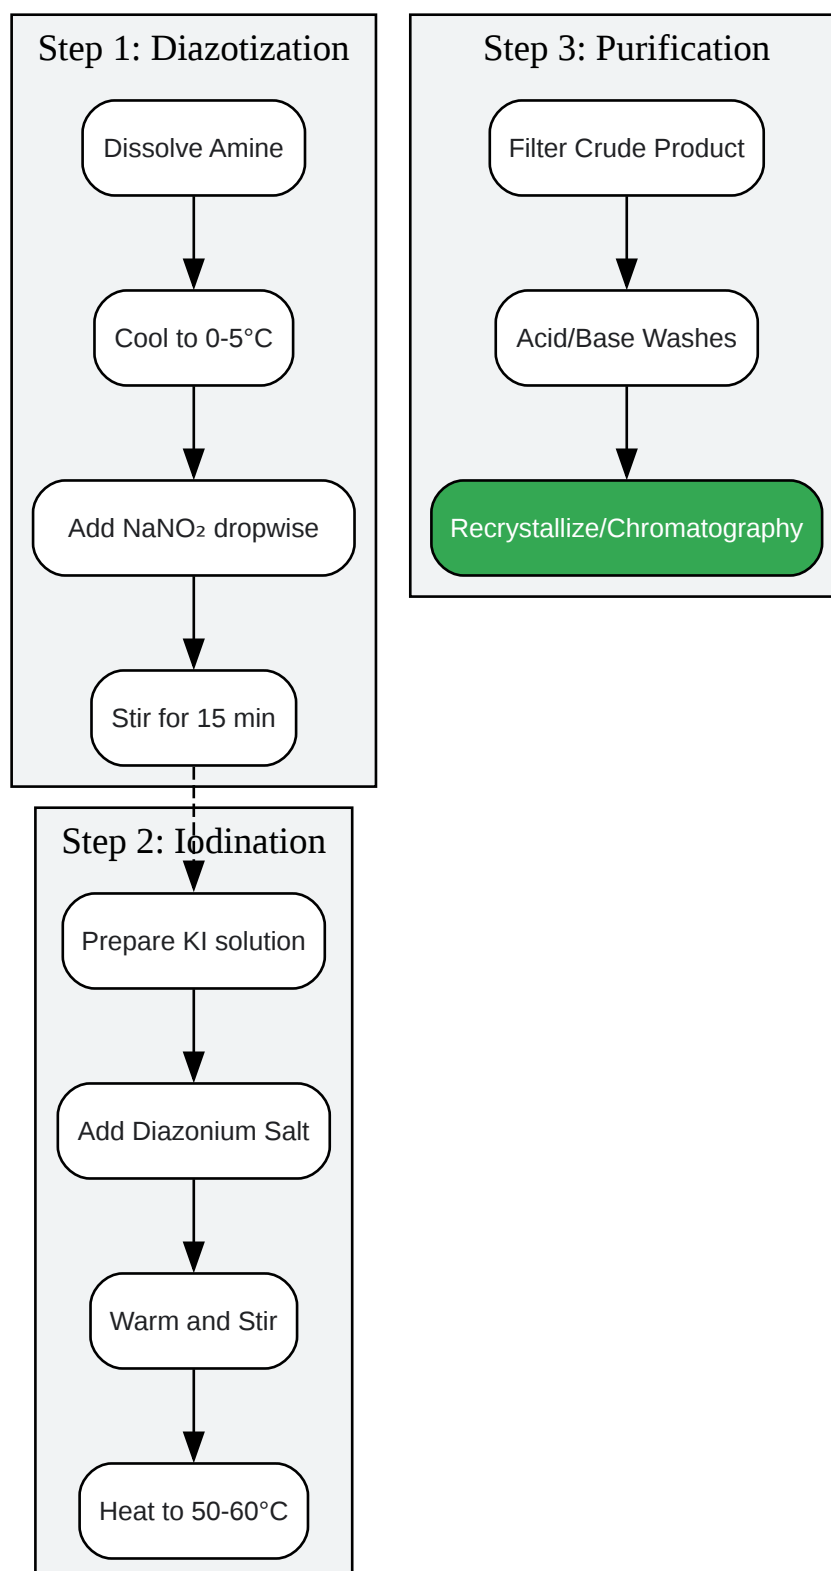 Step 1: Diazotization
Dissolve Amine
Cool to 0-5°C
Add NaNO₂ dropwise
Stir for 15 min
Step 2: Iodination
Prepare KI solution
Add Diazonium Salt
Warm and Stir
Heat to 50-60°C
Step 3: Purification
Filter Crude Product
Acid/Base Washes
Recrystallize/Chromatography